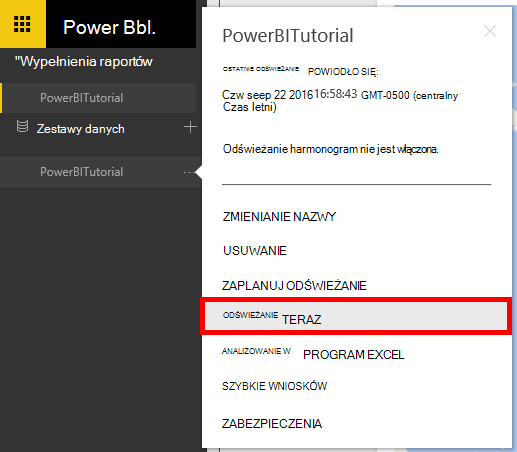 Power Bbl.
"Wypełnienia raportów
PowerBITutorial
Zestawy danych
PowerBITutorial
PowerBITutorial
OSTATNIE ODŚWIEŻANIE POWIODŁO SIĘ:
Czw seep 22 2016 16:58:43 GMT-0500 (centralny
Czas letni)
Odświeżanie harmonogram nie jest włączona.
ZMIENIANIE NAZWY
USUWANIE
ZAPLANUJ ODŚWIEŻANIE
ODŚWIEŻANIE TERAZ
ANALIZOWANIE W PROGRAM EXCEL
SZYBKIE WNIOSKÓW
ZABEZPIECZENIA